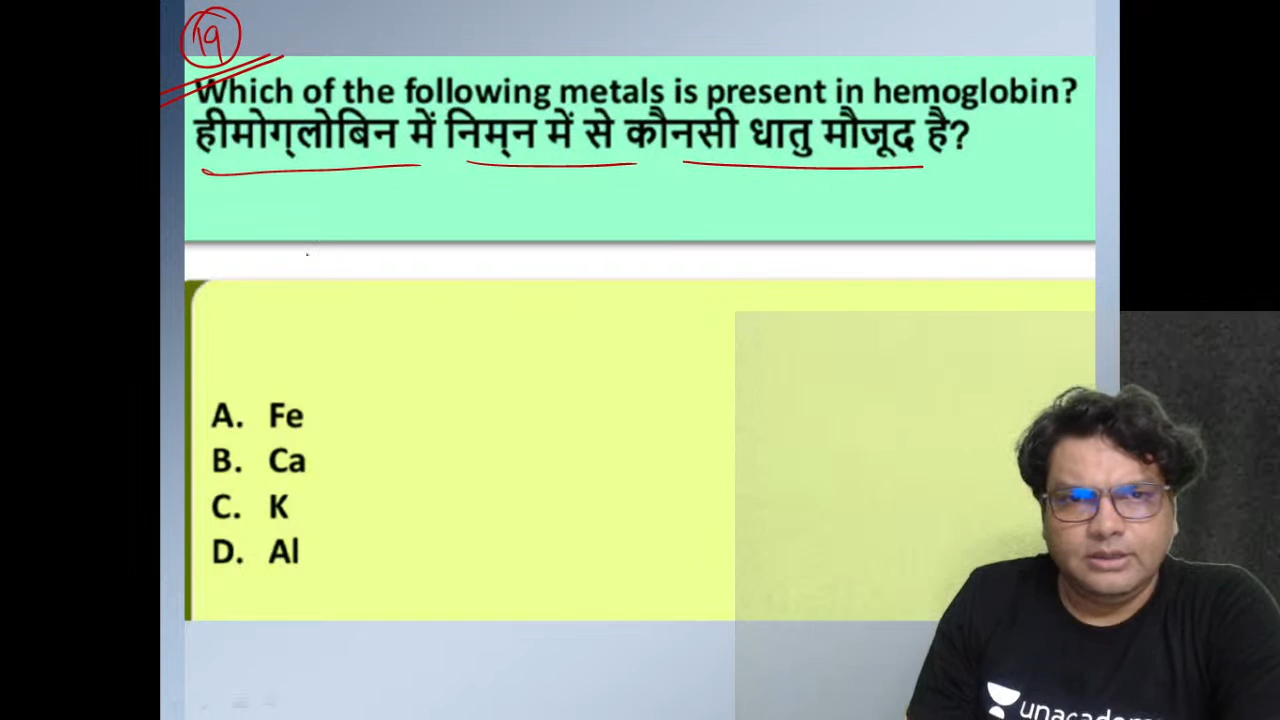 19
Which of the following metals is present in hemoglobin?
हीमोग्लोबिन में निम्न में से कौनसी धातु मौजूद है?
A. Fe
B. Ca
C. K
D. Al
unacademy